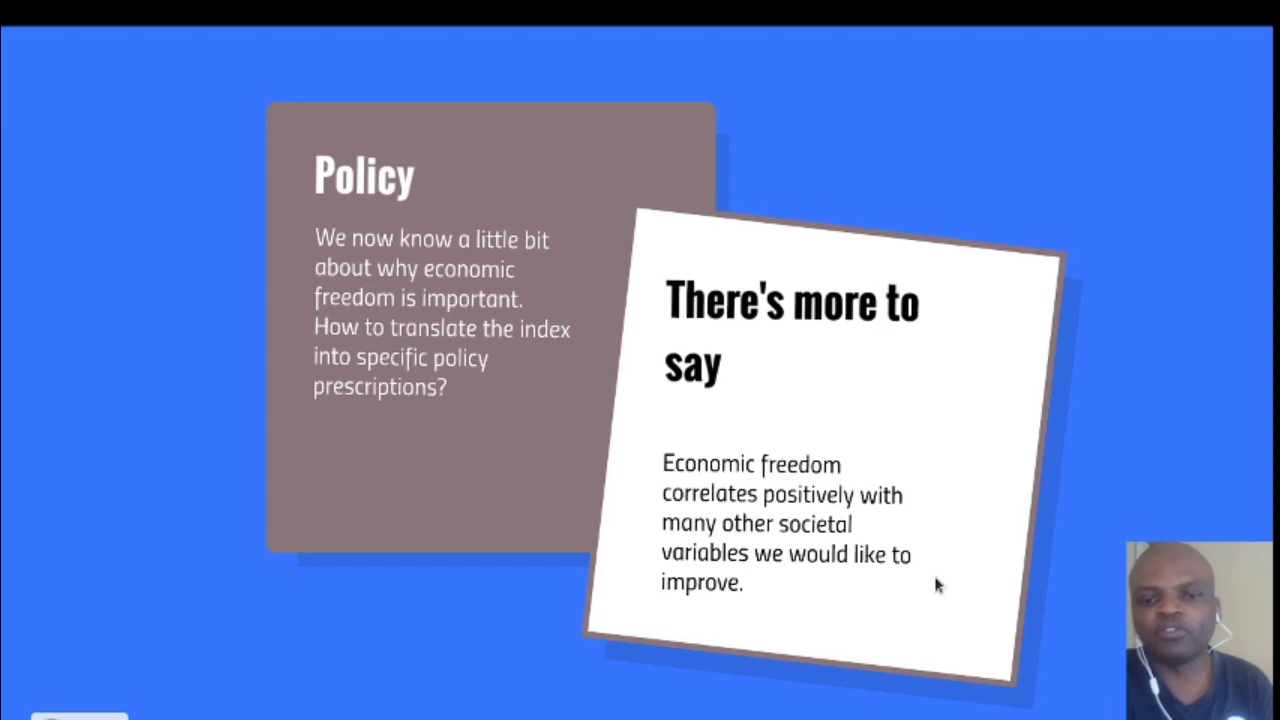 Policy
We now know a little bit
about why economic
freedom is important.
How to translate the index
into specific policy
prescriptions?
There's more to
say
Economic freedom
correlates positively with
many other societal
variables we would like to
improve.